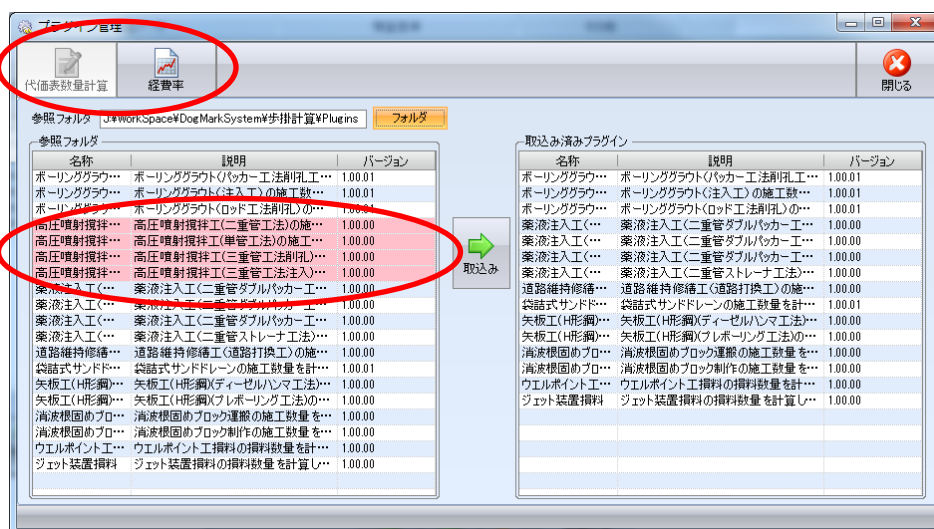 プラグイン管理
代価表数量計算 経費率 閉じる
参照フォルダ J:¥WorkSpace¥DogMarkSystem¥歩掛計算¥Plugins フォルダ
参照フォルダ
名称 説明 バージョン
ボーリンググラウ… ボーリンググラウト(パッカー工法削孔工… 1.00.01
ボーリンググラウ… ボーリンググラウト(注入工)の施工数… 1.00.01
ボーリンググラウ… ボーリンググラウト(ロッド工法削孔)の… 1.00.01
高圧噴射撹拌… 高圧噴射撹拌工(二重管工法)の施… 1.00.00
高圧噴射撹拌… 高圧噴射撹拌工(単管工法)の施工… 1.00.00
高圧噴射撹拌… 高圧噴射撹拌工(三重管工法削孔)… 1.00.00
高圧噴射撹拌… 高圧噴射撹拌工(三重管工法注入)… 1.00.00
薬液注入工(… 薬液注入工(二重管ダブルパッカー工… 1.00.00
薬液注入工(… 薬液注入工(二重管ダブルパッカー工… 1.00.00
薬液注入工(… 薬液注入工(二重管ダブルパッカー工… 1.00.00
薬液注入工(… 薬液注入工(二重管ストレーナ工法)… 1.00.00
道路維持修繕… 道路維持修繕工(道路打換工)の施… 1.00.00
袋詰式サンドド… 袋詰式サンドドレーンの施工数量を計… 1.00.01
矢板工(H形鋼)… 矢板工(H形鋼)(ディーゼルハンマ工法)… 1.00.00
矢板工(H形鋼)… 矢板工(H形鋼)(プレボーリング工法)の… 1.00.00
消波根固めブロ… 消波根固めブロック運搬の施工数量を… 1.00.00
消波根固めブロ… 消波根固めブロック制作の施工数量を… 1.00.00
ウエルポイント工… ウエルポイント工損料の損料数量を計… 1.00.00
ジェット装置損料 ジェット装置損料の損料数量を計算し… 1.00.00
取込み
取込み済みプラグイン
名称 説明 バージョン
ボーリンググラウ… ボーリンググラウト(パッカー工法削孔工… 1.00.01
ボーリンググラウ… ボーリンググラウト(注入工)の施工数… 1.00.01
ボーリンググラウ… ボーリンググラウト(ロッド工法削孔)の… 1.00.01
薬液注入工(… 薬液注入工(二重管ダブルパッカー工… 1.00.00
薬液注入工(… 薬液注入工(二重管ダブルパッカー工… 1.00.00
薬液注入工(… 薬液注入工(二重管ストレーナ工法)… 1.00.00
道路維持修繕… 道路維持修繕工(道路打換工)の施… 1.00.00
袋詰式サンドド… 袋詰式サンドドレーンの施工数量を計… 1.00.01
矢板工(H形鋼)… 矢板工(H形鋼)(ディーゼルハンマ工法)… 1.00.00
矢板工(H形鋼)… 矢板工(H形鋼)(プレボーリング工法)の… 1.00.00
消波根固めブロ… 消波根固めブロック運搬の施工数量を… 1.00.00
消波根固めブロ… 消波根固めブロック制作の施工数量を… 1.00.00
ウエルポイント工… ウエルポイント工損料の損料数量を計… 1.00.00
ジェット装置損料 ジェット装置損料の損料数量を計算し… 1.00.00